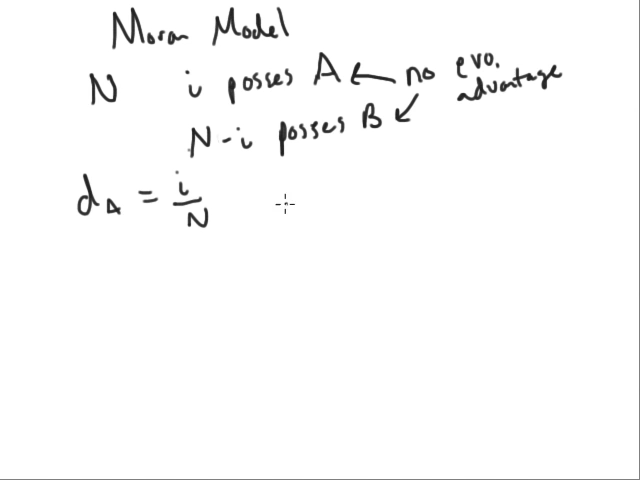 Moran Model
N i posses A ← no evo. advantage
N-i posses B ↙
d_A = i/N